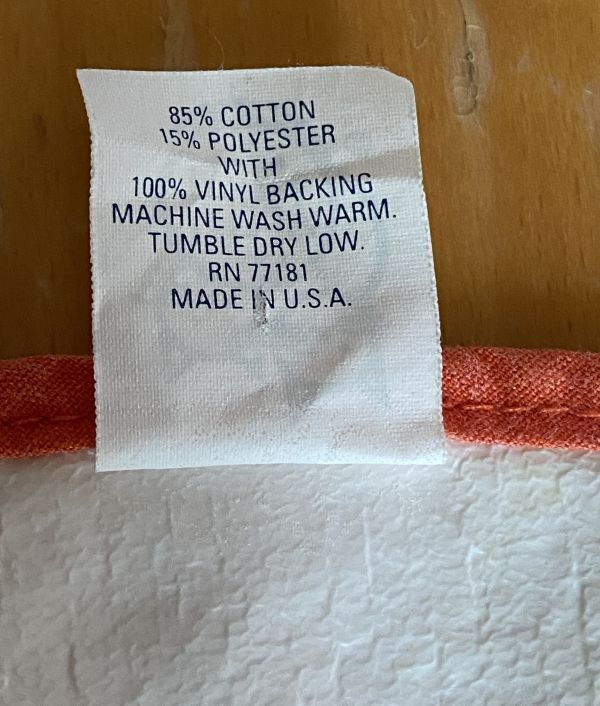 85% COTTON
15% POLYESTER
WITH
100% VINYL BACKING
MACHINE WASH WARM.
TUMBLE DRY LOW.
RN 77181
MADE IN U.S.A.